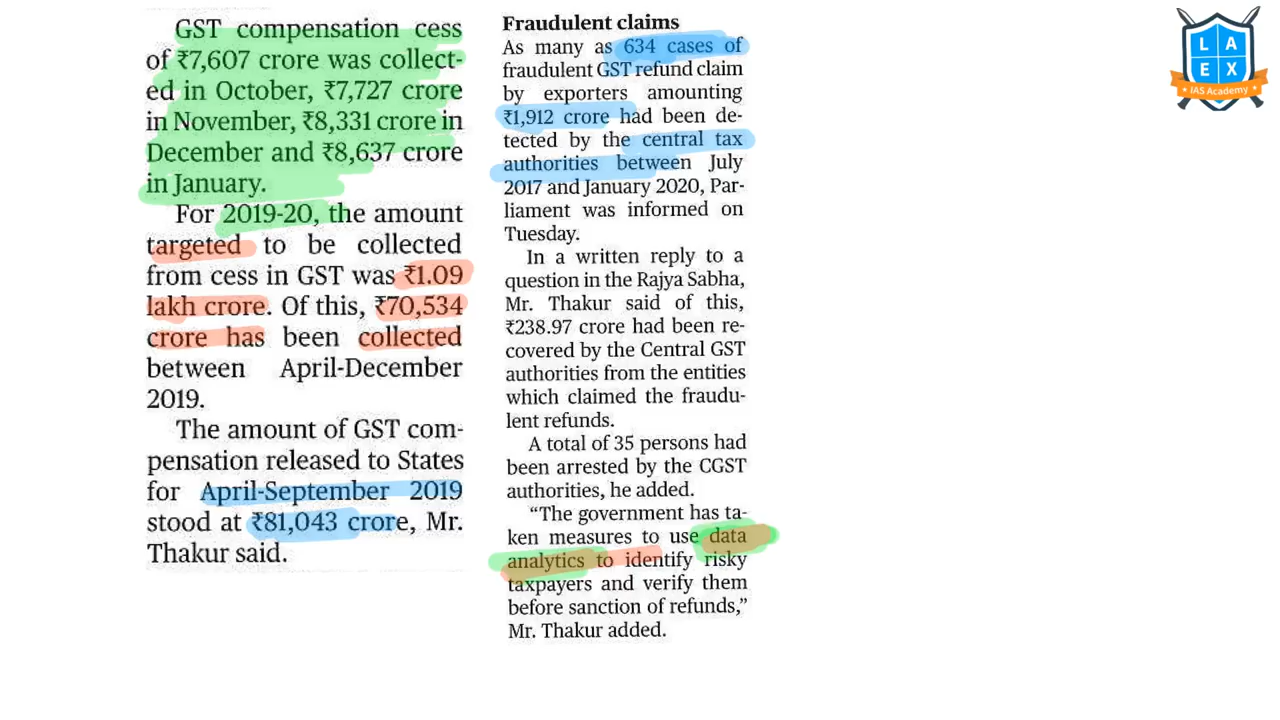 GST compensation cess
of ₹7,607 crore was collect-
ed in October, ₹7,727 crore
in November, ₹8,331 crore in
December and ₹8,637 crore
in January.
For 2019-20, the amount
targeted to be collected
from cess in GST was ₹1.09
lakh crore. Of this, ₹70,534
crore has been collected
between April-December
2019.
The amount of GST com-
pensation released to States
for April-September 2019
stood at ₹81,043 crore, Mr.
Thakur said.
Fraudulent claims
As many as 634 cases of
fraudulent GST refund claim
by exporters amounting
₹1,912 crore had been de-
tected by the central tax
authorities between July
2017 and January 2020, Par-
liament was informed on
Tuesday.
In a written reply to a
question in the Rajya Sabha,
Mr. Thakur said of this,
₹238.97 crore had been re-
covered by the Central GST
authorities from the entities
which claimed the fraudu-
lent refunds.
A total of 35 persons had
been arrested by the CGST
authorities, he added.
“The government has ta-
ken measures to use data
analytics to identify risky
taxpayers and verify them
before sanction of refunds,”
Mr. Thakur added.
L A
E X
IAS Academy